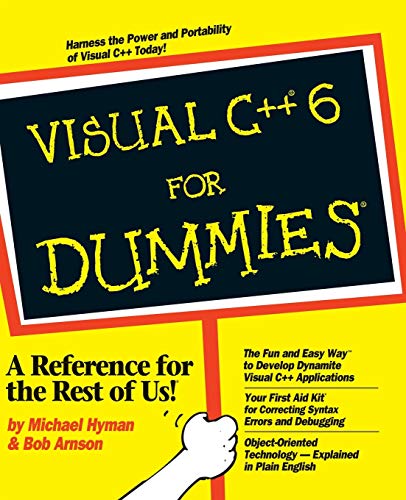 Harness the Power and Portability
of Visual C++ Today!
VISUAL C++® 6
FOR
DUMMIES®
A Reference for
the Rest of Us!®
by Michael Hyman
& Bob Arnson
The Fun and Easy Way™
to Develop Dynamite
Visual C++ Applications
Your First Aid Kit™
for Correcting Syntax
Errors and Debugging
Object-Oriented
Technology — Explained
in Plain English